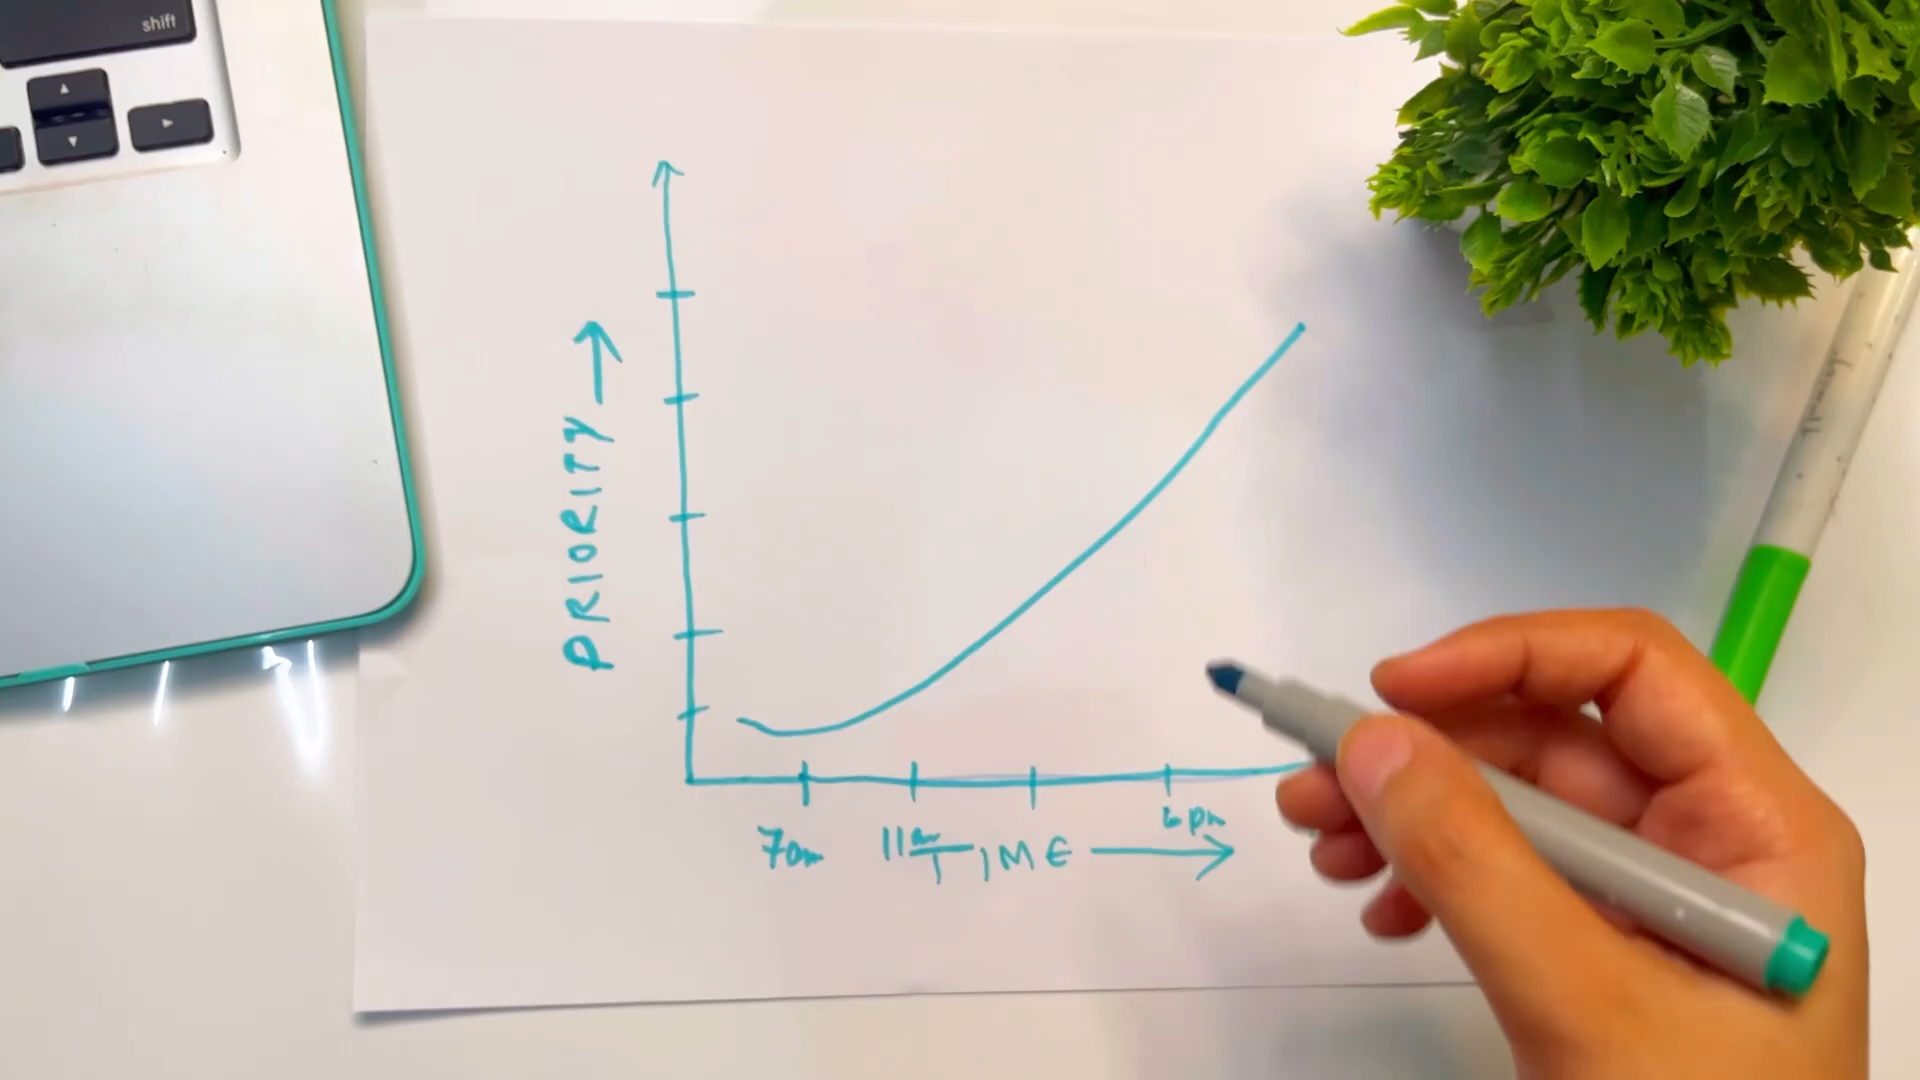 shift
PRIORITY →
7am
11am
6pm
TIME →